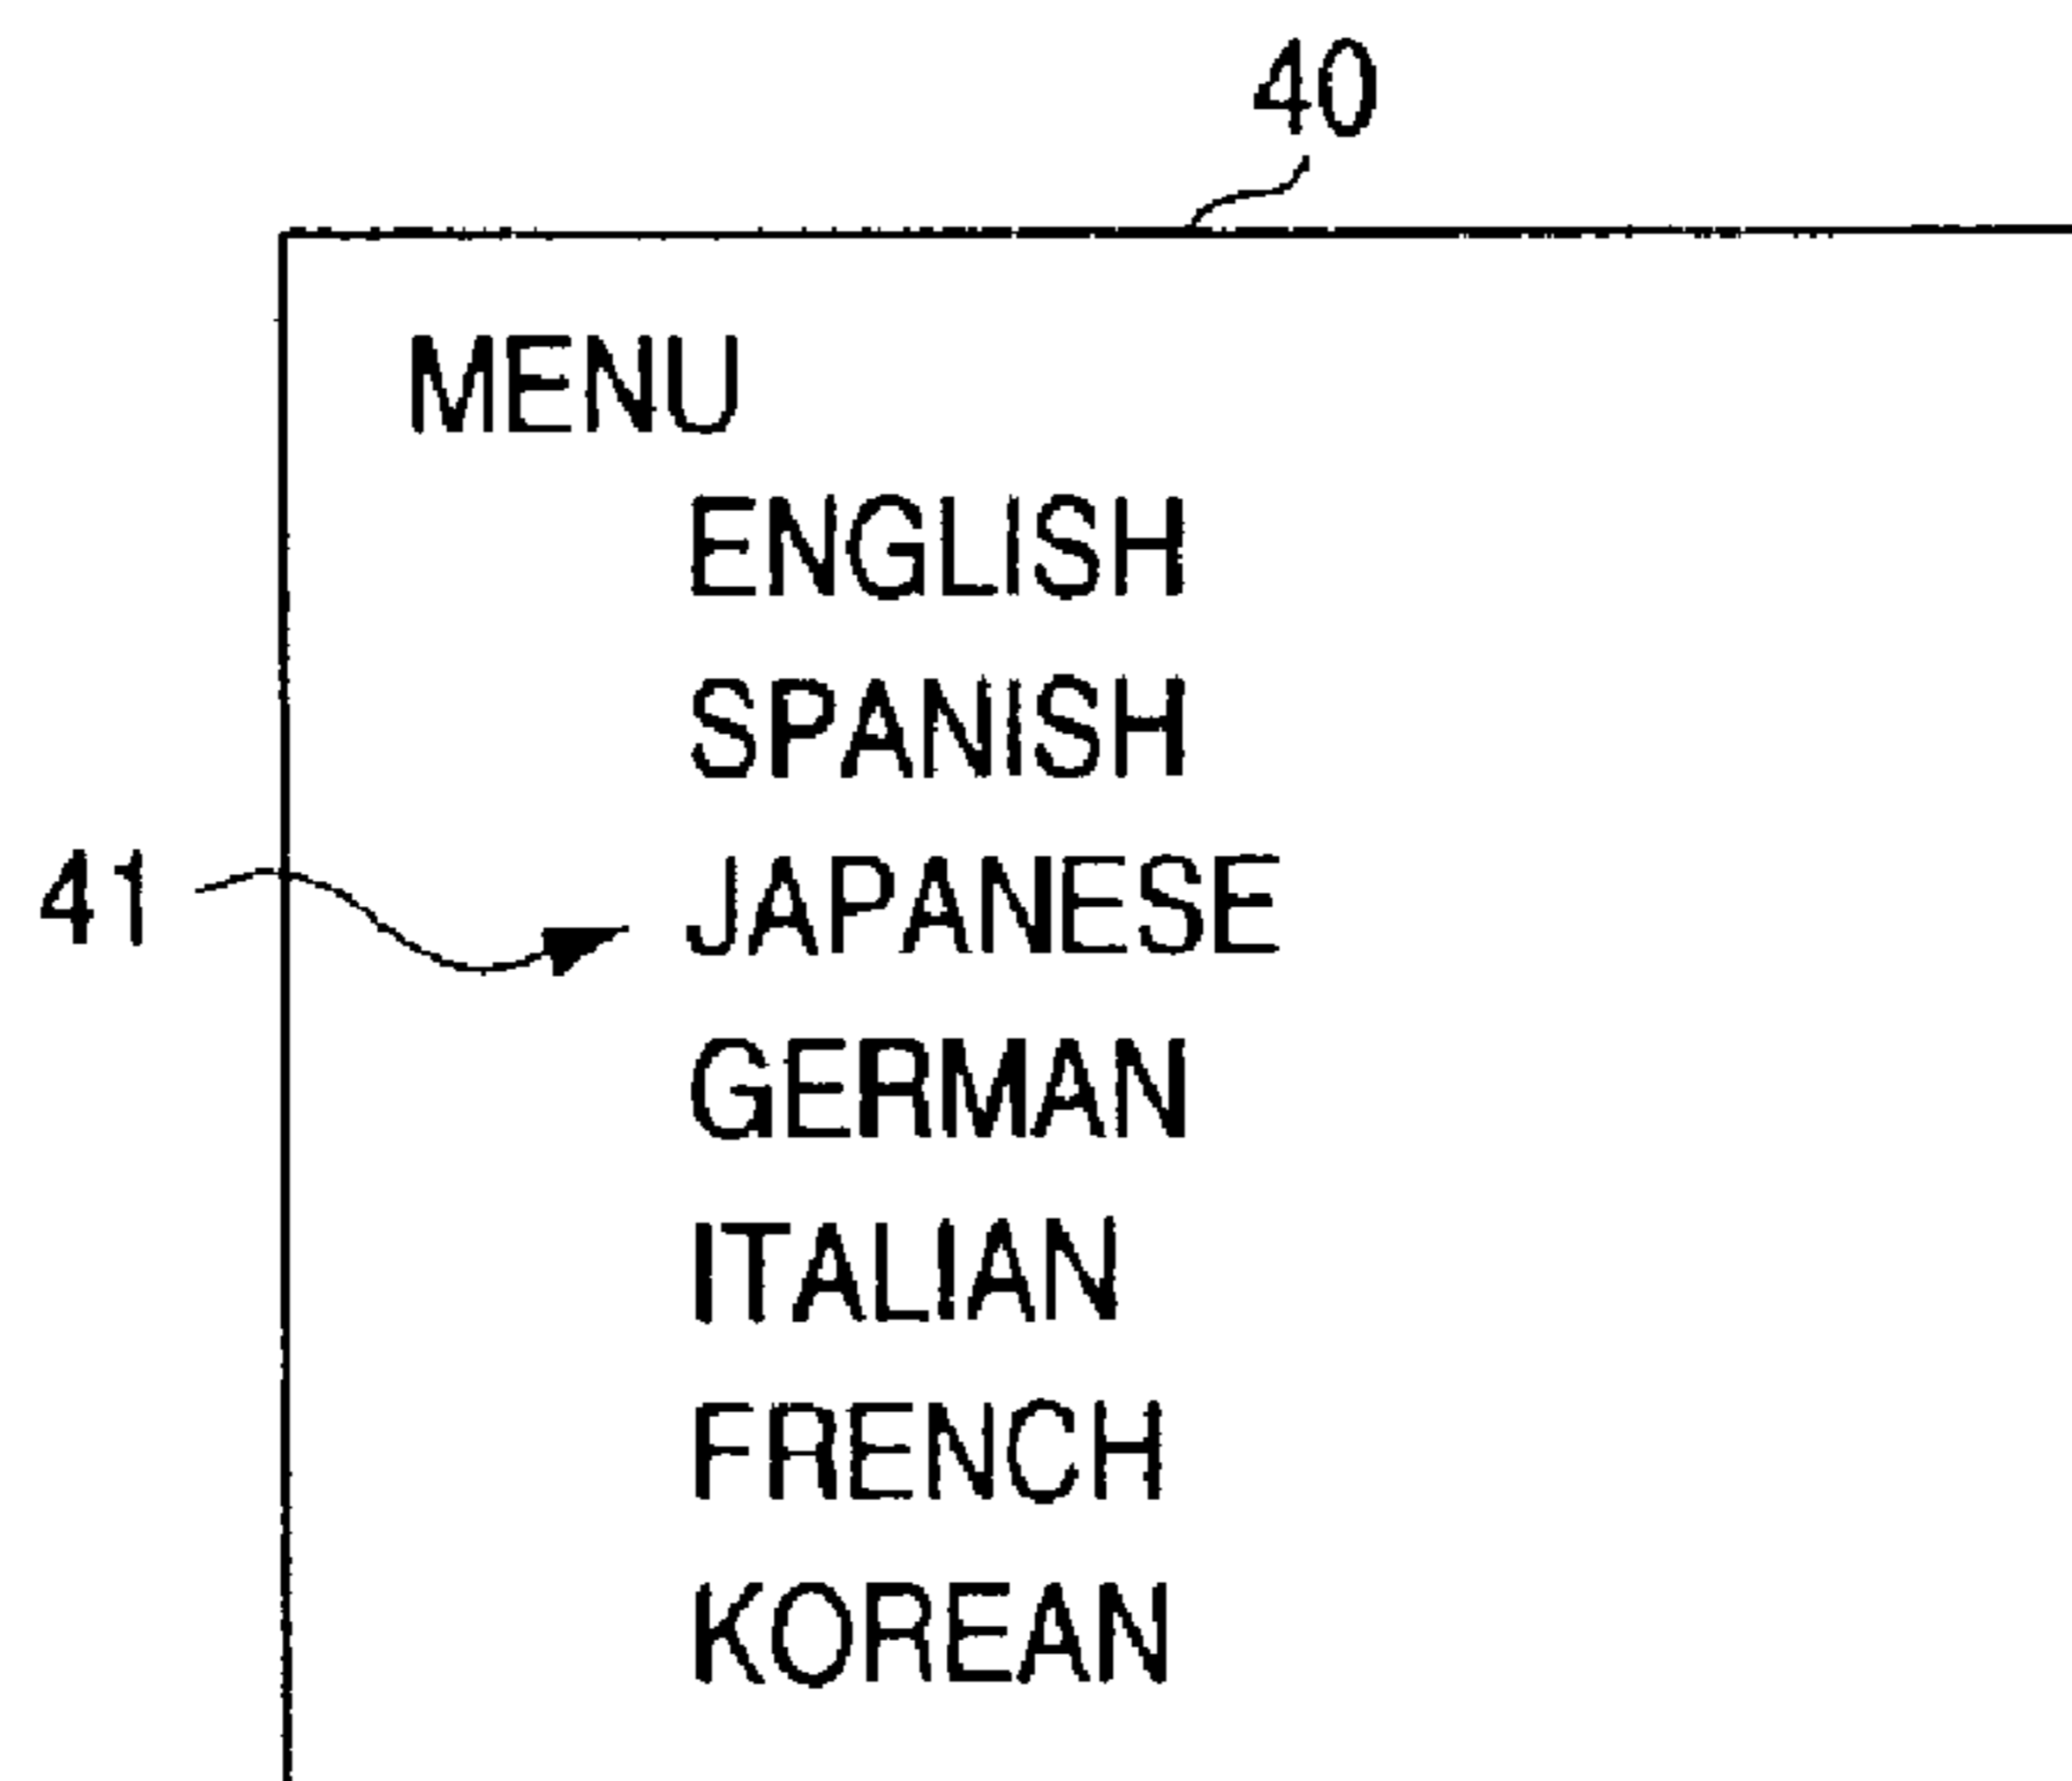 40
MENU
ENGLISH
SPANISH
41 JAPANESE
GERMAN
ITALIAN
FRENCH
KOREAN